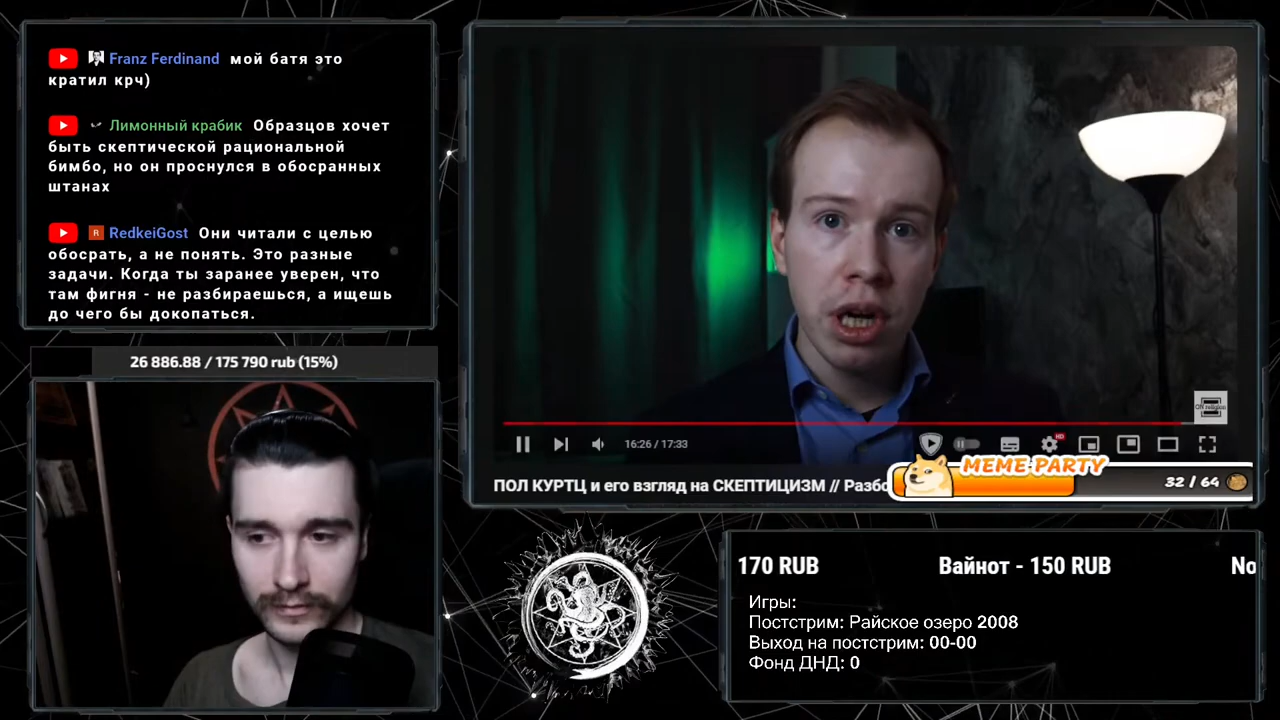 Franz Ferdinand мой батя это
кратил крч)
Лимонный крабик Образцов хочет
быть скептической рациональной
бимбо, но он проснулся в обосранных
штанах
R RedkeiGost Они читали с целью
обосрать, а не понять. Это разные
задачи. Когда ты заранее уверен, что
там фигня - не разбираешься, а ищешь
до чего бы докопаться.
26 886.88 / 175 790 rub (15%)
16:26 / 17:33
HD
ПОЛ КУРТЦ и его взгляд на СКЕПТИЦИЗМ // Разбо
MEME PARTY
32 / 64
170 RUB Вайнот - 150 RUB No
Игры:
Постстрим: Райское озеро 2008
Выход на постстрим: 00-00
Фонд ДНД: 0